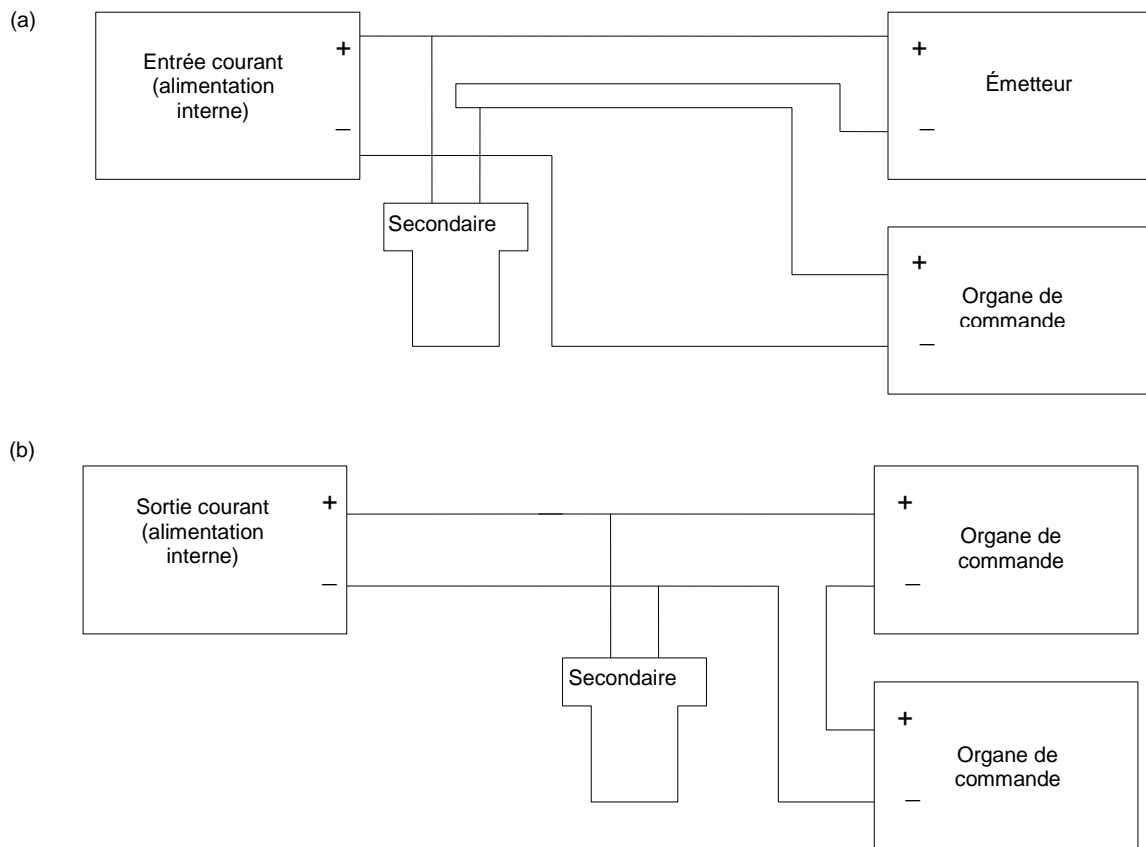 (a)
+
Entrée courant
(alimentation
interne)
_
+
Émetteur
_
Secondaire
+
Organe de
commande
_
(b)
+
Sortie courant
(alimentation
interne)
_
+
Organe de
commande
_
Secondaire
+
Organe de
commande
_